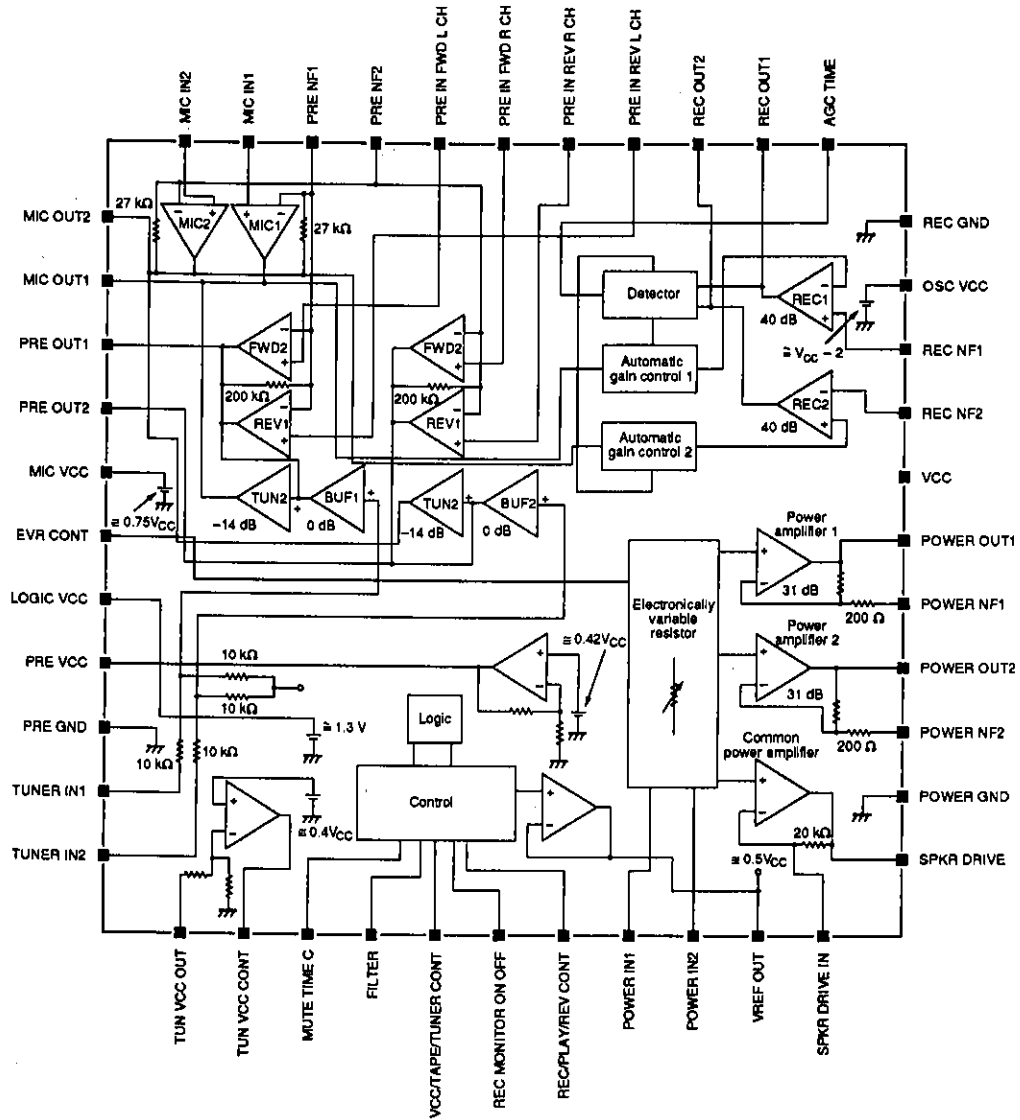 MIC IN2
MIC IN1
PRE NF1
PRE NF2
PRE IN FWD L CH
PRE IN FWD R CH
PRE IN REV R CH
PRE IN REV L CH
REC OUT2
REC OUT1
AGC TIME
MIC OUT2
MIC OUT1
PRE OUT1
PRE OUT2
MIC VCC
EVR CONT
LOGIC VCC
PRE VCC
PRE GND
TUNER IN1
TUNER IN2
REC GND
OSC VCC
REC NF1
REC NF2
VCC
POWER OUT1
POWER NF1
POWER OUT2
POWER NF2
POWER GND
SPKR DRIVE
27 kΩ
MIC2
MIC1
27 kΩ
FWD2
FWD2
200 kΩ
200 kΩ
REV1
REV1
TUN2
BUF1
TUN2
BUF2
–14 dB
0 dB
–14 dB
0 dB
≅ 0.75VCC
Detector
Automatic
gain control 1
Automatic
gain control 2
REC1
40 dB
≅ VCC – 2
REC2
40 dB
Power
amplifier 1
31 dB
200 Ω
Electronically
variable
resistor
Power
amplifier 2
31 dB
200 Ω
Common
power amplifier
20 kΩ
≅ 0.5VCC
≅ 0.42VCC
10 kΩ
10 kΩ
10 kΩ
10 kΩ
≅ 1.3 V
Logic
Control
≅ 0.4VCC
TUN VCC OUT
TUN VCC CONT
MUTE TIME C
FILTER
VCC/TAPE/TUNER CONT
REC MONITOR ON OFF
REC/PLAY/REV CONT
POWER IN1
POWER IN2
VREF OUT
SPKR DRIVE IN